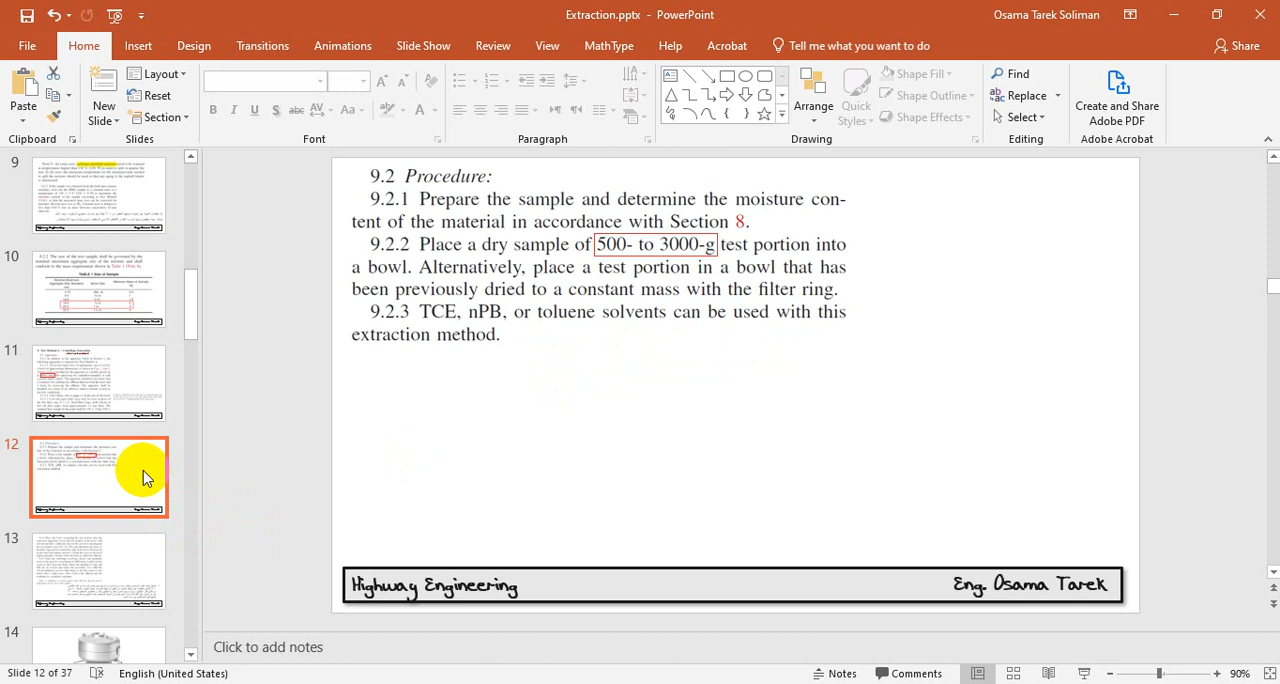 Extraction.pptx - PowerPoint
Osama Tarek Soliman
File Home Insert Design Transitions Animations Slide Show Review View MathType Help Acrobat Tell me what you want to do Share
Paste
New
Slide
Layout
Reset
Section
B I U S abc AV Aa A
Arrange
Quick
Styles
Shape Fill
Shape Outline
Shape Effects
Find
Replace
Select
Create and Share
Adobe PDF
Clipboard Slides Font Paragraph Drawing Editing Adobe Acrobat
9
10
11
12
13
14
9.2 Procedure:
9.2.1 Prepare the sample and determine the moisture con-
tent of the material in accordance with Section 8.
9.2.2 Place a dry sample of 500- to 3000-g test portion into
a bowl. Alternatively, place a test portion in a bowl that has
been previously dried to a constant mass with the filter ring.
9.2.3 TCE, nPB, or toluene solvents can be used with this
extraction method.
Highway Engineering Eng. Osama Tarek
Click to add notes
Slide 12 of 37 English (United States) Notes Comments 90%